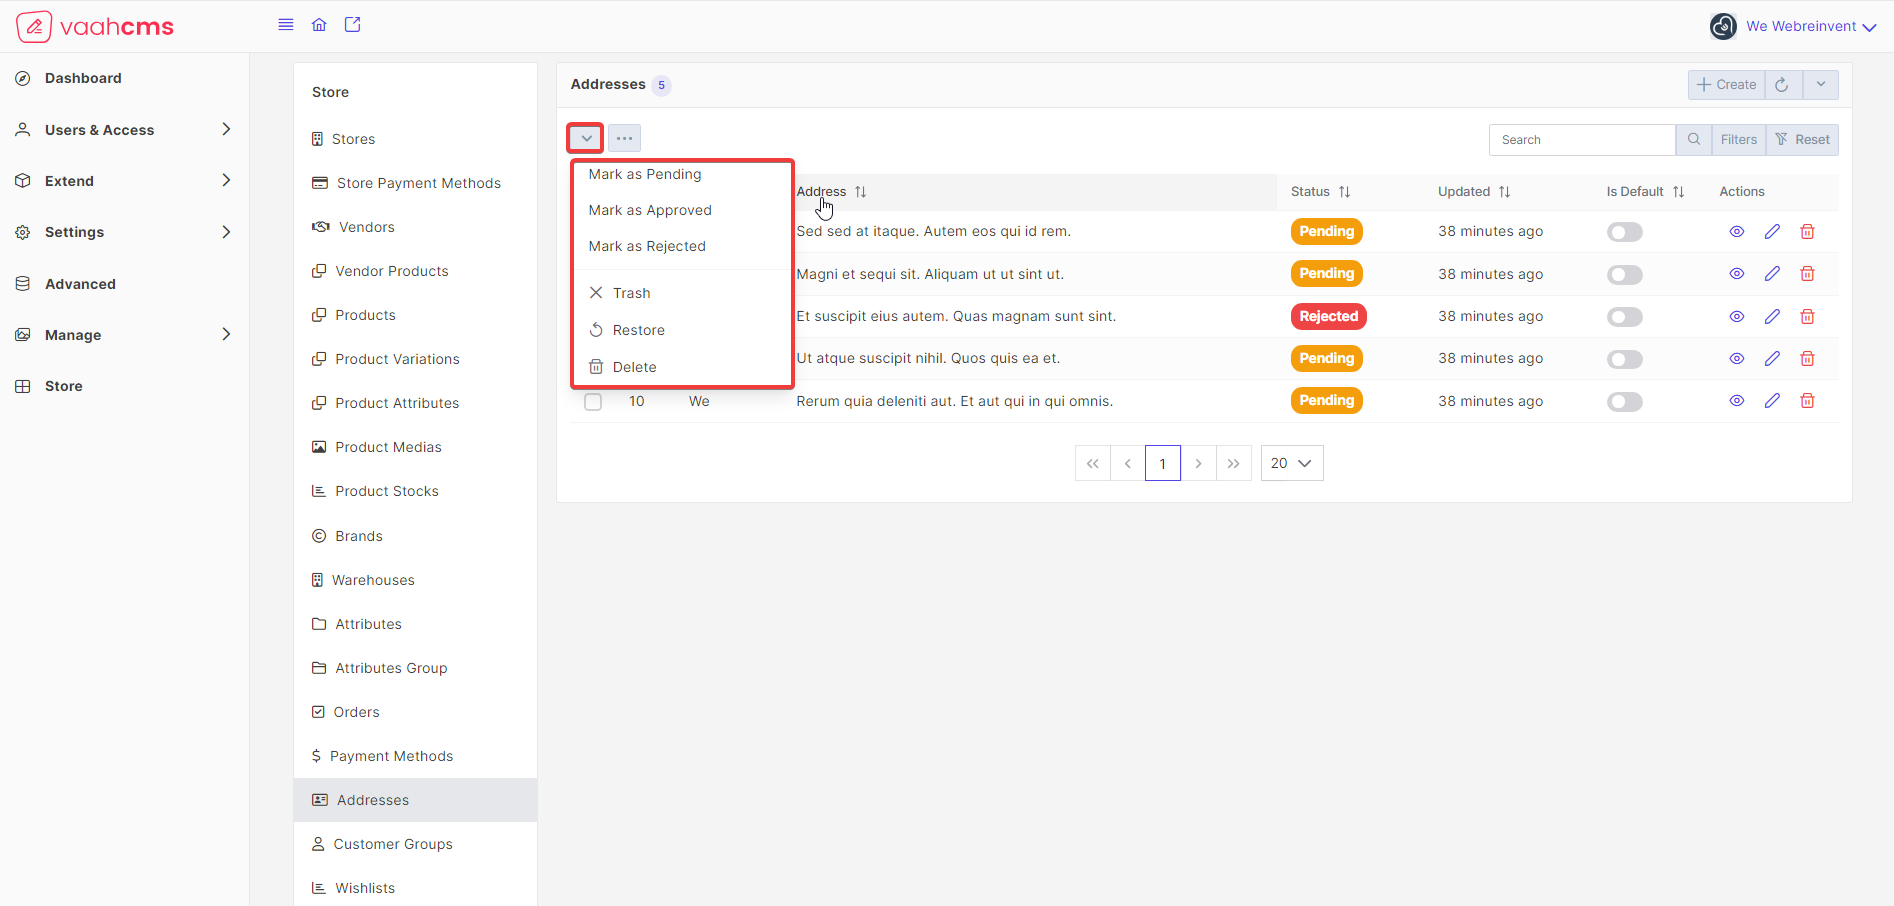 vaahcms
We Webreinvent
Dashboard
Users & Access
Extend
Settings
Advanced
Manage
Store
Store
Stores
Store Payment Methods
Vendors
Vendor Products
Products
Product Variations
Product Attributes
Product Medias
Product Stocks
Brands
Warehouses
Attributes
Attributes Group
Orders
Payment Methods
Addresses
Customer Groups
Wishlists
Addresses 5
Create
Search
Filters
Reset
Mark as Pending
Mark as Approved
Mark as Rejected
Trash
Restore
Delete
Address Status Updated Is Default Actions
Sed sed at itaque. Autem eos qui id rem. Pending 38 minutes ago
Magni et sequi sit. Aliquam ut ut sint ut. Pending 38 minutes ago
Et suscipit eius autem. Quas magnam sunt sint. Rejected 38 minutes ago
Ut atque suscipit nihil. Quos quis ea et. Pending 38 minutes ago
10 We Rerum quia deleniti aut. Et aut qui in qui omnis. Pending 38 minutes ago
1
20